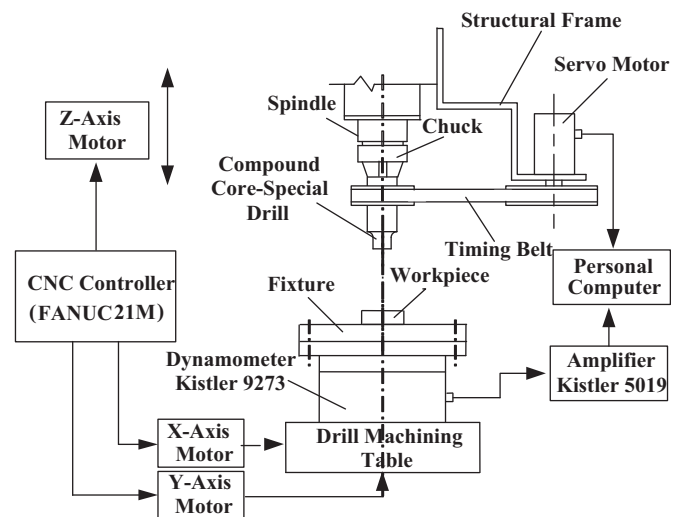 Structural Frame
Servo Motor
Z-Axis
Motor
Spindle
Chuck
Compound
Core-Special
Drill
Timing Belt
CNC Controller
(FANUC21M)
Fixture
Workpiece
Personal
Computer
Dynamometer
Kistler 9273
Amplifier
Kistler 5019
X-Axis
Motor
Drill Machining
Table
Y-Axis
Motor